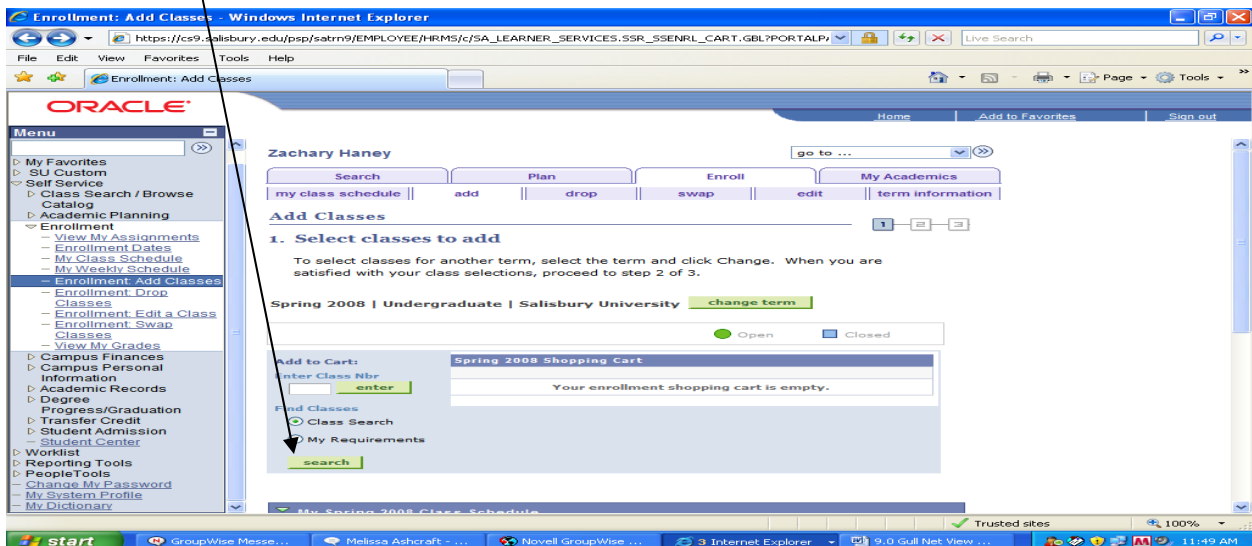 Enrollment: Add Classes - Windows Internet Explorer
https://cs9.salisbury.edu/psp/satrn9/EMPLOYEE/HRMS/c/SA_LEARNER_SERVICES.SSR_SSENRL_CART.GBL?PORTALP
Live Search
File Edit View Favorites Tools Help
Enrollment: Add Classes
Page Tools
ORACLE
Home Add to Favorites Sign out
Menu
My Favorites
SU Custom
Self Service
Class Search / Browse
Catalog
Academic Planning
Enrollment
View My Assignments
Enrollment Dates
My Class Schedule
My Weekly Schedule
Enrollment: Add Classes
Enrollment: Drop
Classes
Enrollment: Edit a Class
Enrollment: Swap
Classes
View My Grades
Campus Finances
Campus Personal
Information
Academic Records
Degree
Progress/Graduation
Transfer Credit
Student Admission
Student Center
Worklist
Reporting Tools
PeopleTools
Change My Password
My System Profile
My Dictionary
Zachary Haney
go to ...
Search Plan Enroll My Academics
my class schedule add drop swap edit term information
Add Classes
1 2 3
1. Select classes to add
To select classes for another term, select the term and click Change. When you are
satisfied with your class selections, proceed to step 2 of 3.
Spring 2008 | Undergraduate | Salisbury University change term
Open Closed
Add to Cart:
Enter Class Nbr
enter
Find Classes
Class Search
My Requirements
search
Spring 2008 Shopping Cart
Your enrollment shopping cart is empty.
My Spring 2008 Class Schedule
Trusted sites 100%
start GroupWise Messe... Melissa Ashcraft - ... Novell GroupWise ... 3 Internet Explorer 9.0 Gull Net View ... 11:49 AM